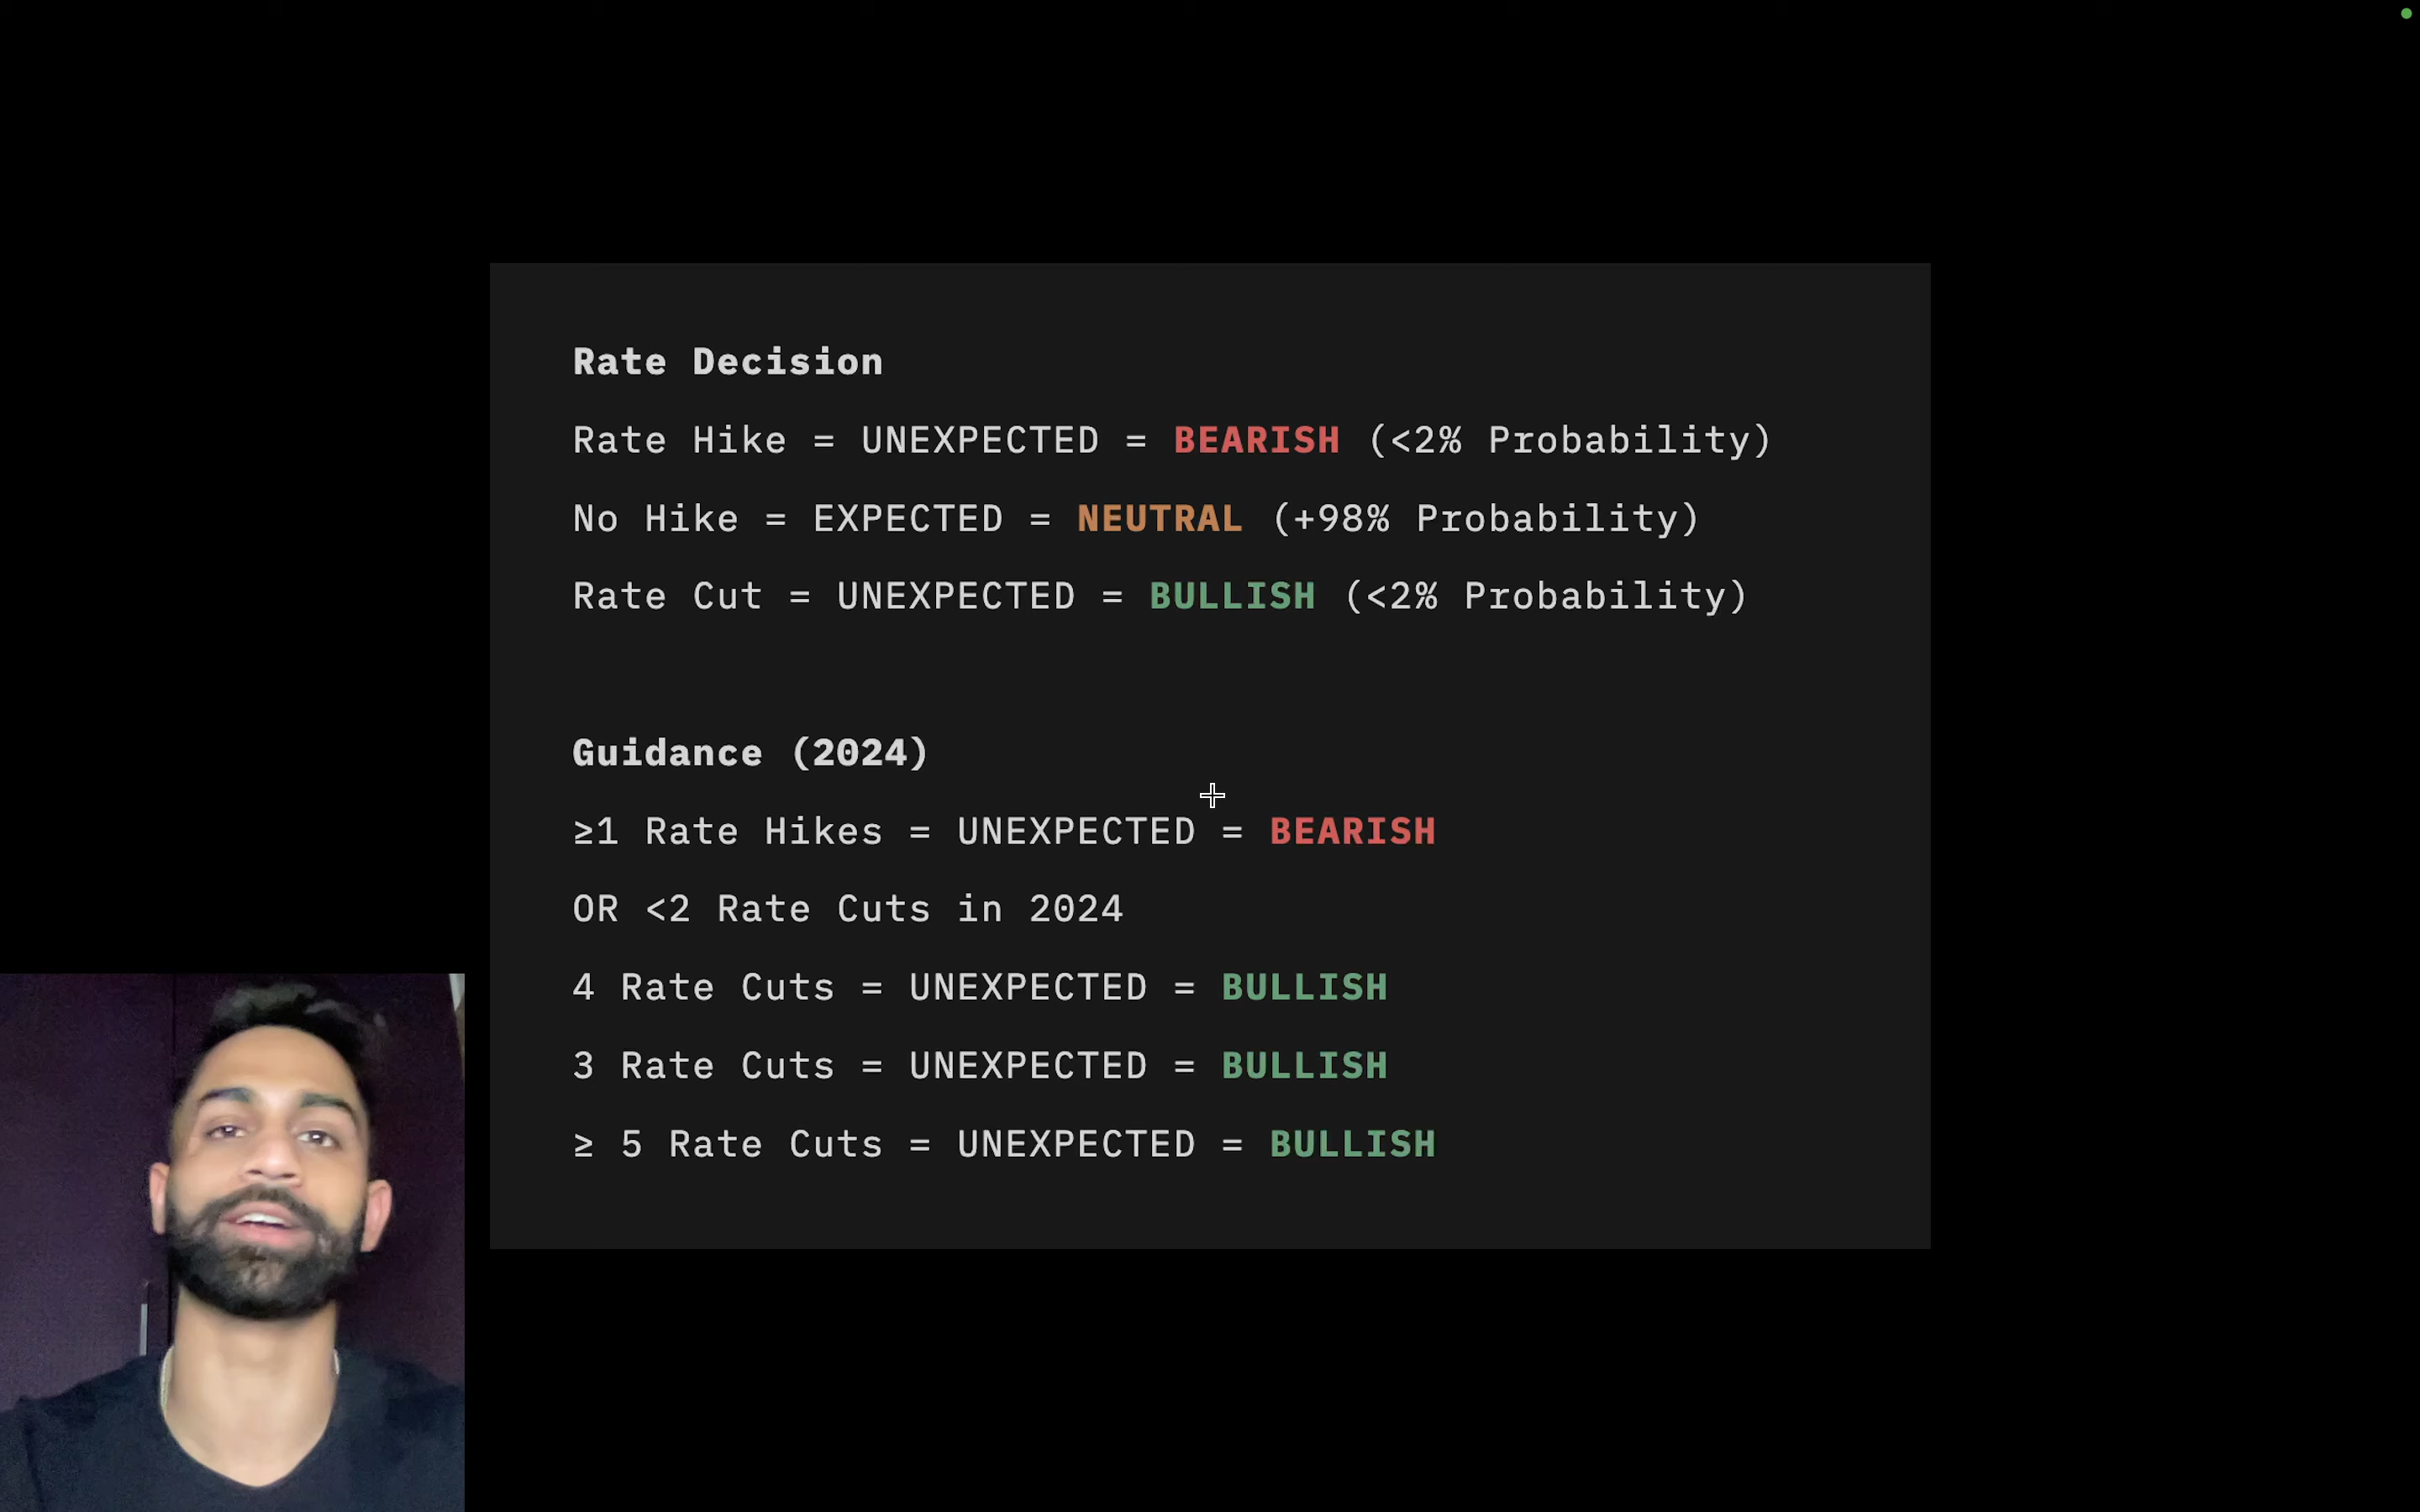 Rate Decision
Rate Hike = UNEXPECTED = BEARISH (<2% Probability)
No Hike = EXPECTED = NEUTRAL (+98% Probability)
Rate Cut = UNEXPECTED = BULLISH (<2% Probability)
Guidance (2024)
≥1 Rate Hikes = UNEXPECTED = BEARISH
OR <2 Rate Cuts in 2024
4 Rate Cuts = UNEXPECTED = BULLISH
3 Rate Cuts = UNEXPECTED = BULLISH
≥ 5 Rate Cuts = UNEXPECTED = BULLISH